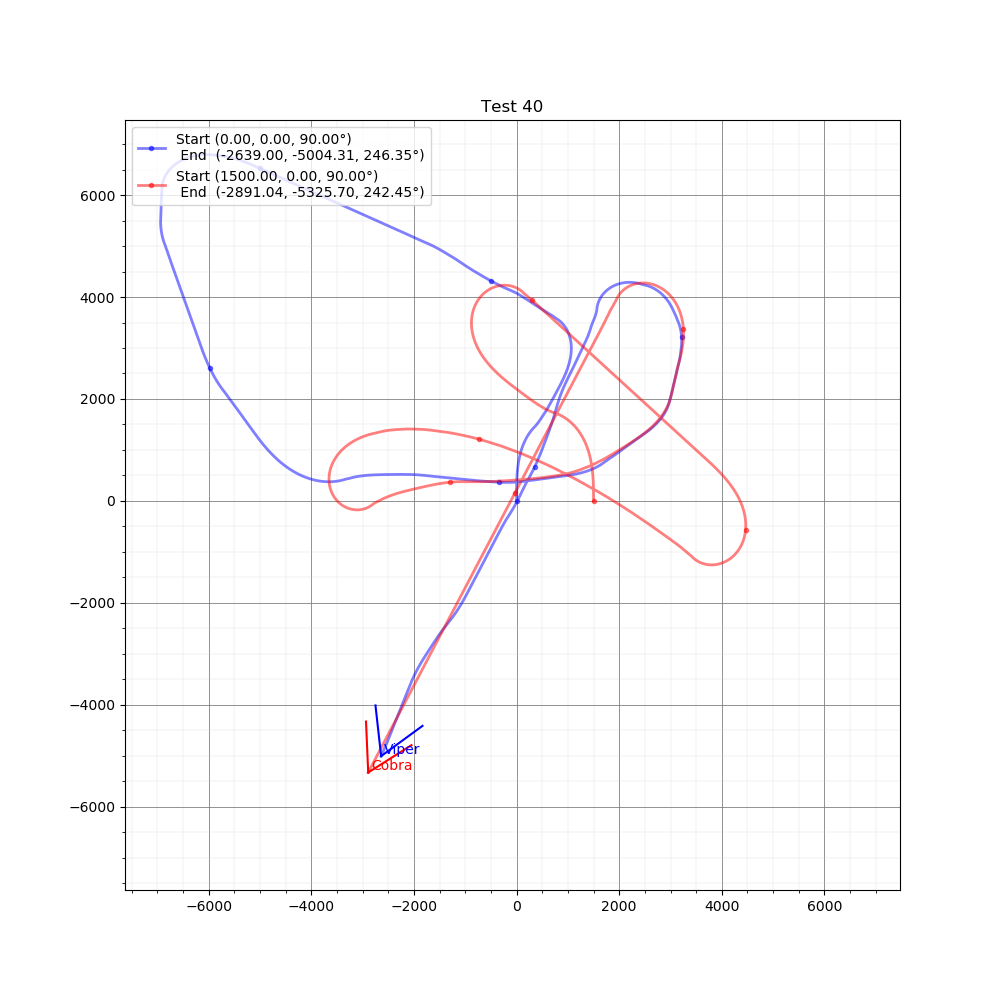 Test 40
Start (0.00, 0.00, 90.00°)
End  (-2639.00, -5004.31, 246.35°)
Start (1500.00, 0.00, 90.00°)
End  (-2891.04, -5325.70, 242.45°)
6000
4000
2000
0
−2000
−4000
−6000
Viper
Cobra
−6000 −4000 −2000 0 2000 4000 6000